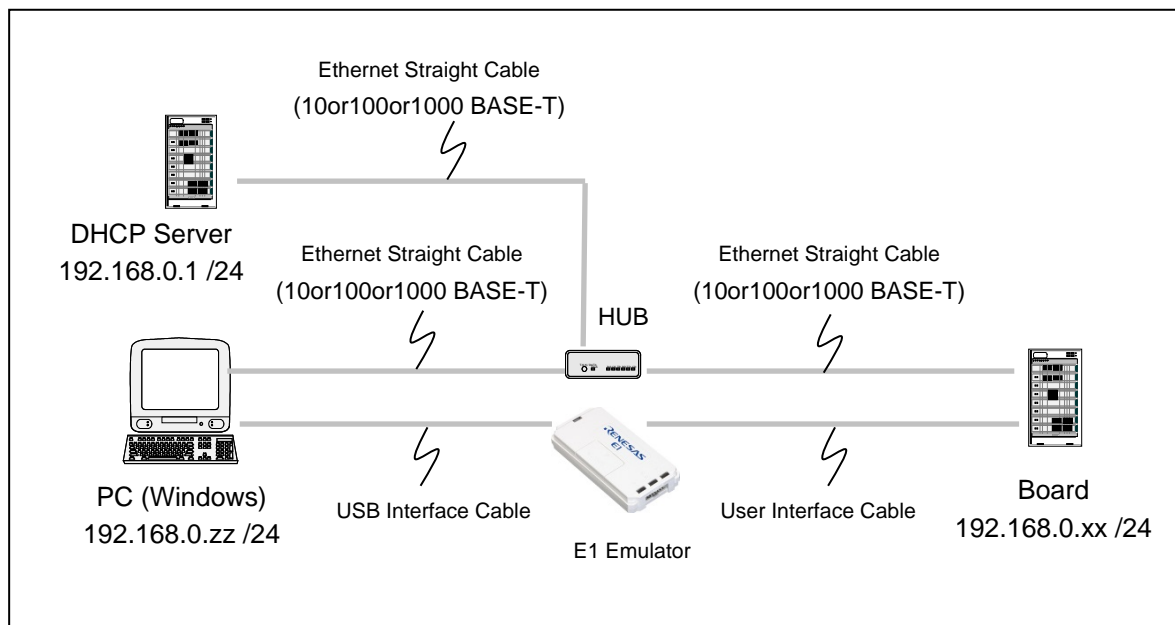 Ethernet Straight Cable
(10or100or1000 BASE-T)
DHCP Server
192.168.0.1 /24
Ethernet Straight Cable
(10or100or1000 BASE-T)
Ethernet Straight Cable
(10or100or1000 BASE-T)
HUB
RENESAS
E1
PC (Windows)
192.168.0.zz /24
USB Interface Cable
User Interface Cable
E1 Emulator
Board
192.168.0.xx /24